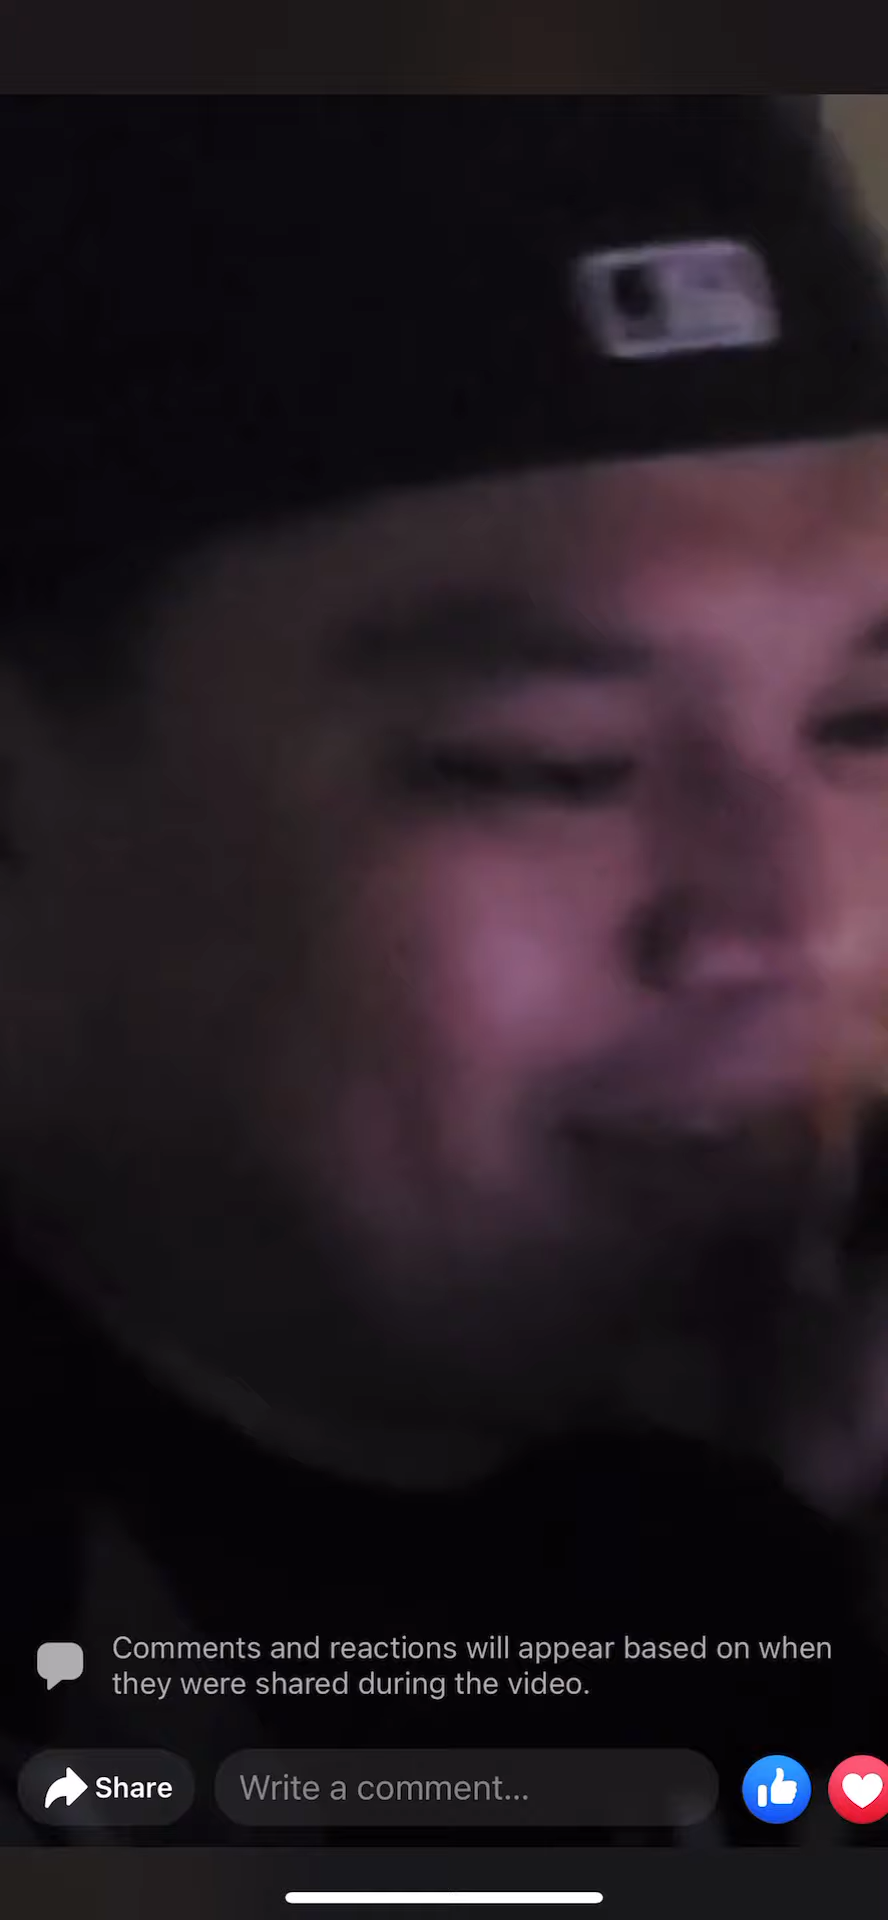 Comments and reactions will appear based on when
they were shared during the video.
Share
Write a comment...